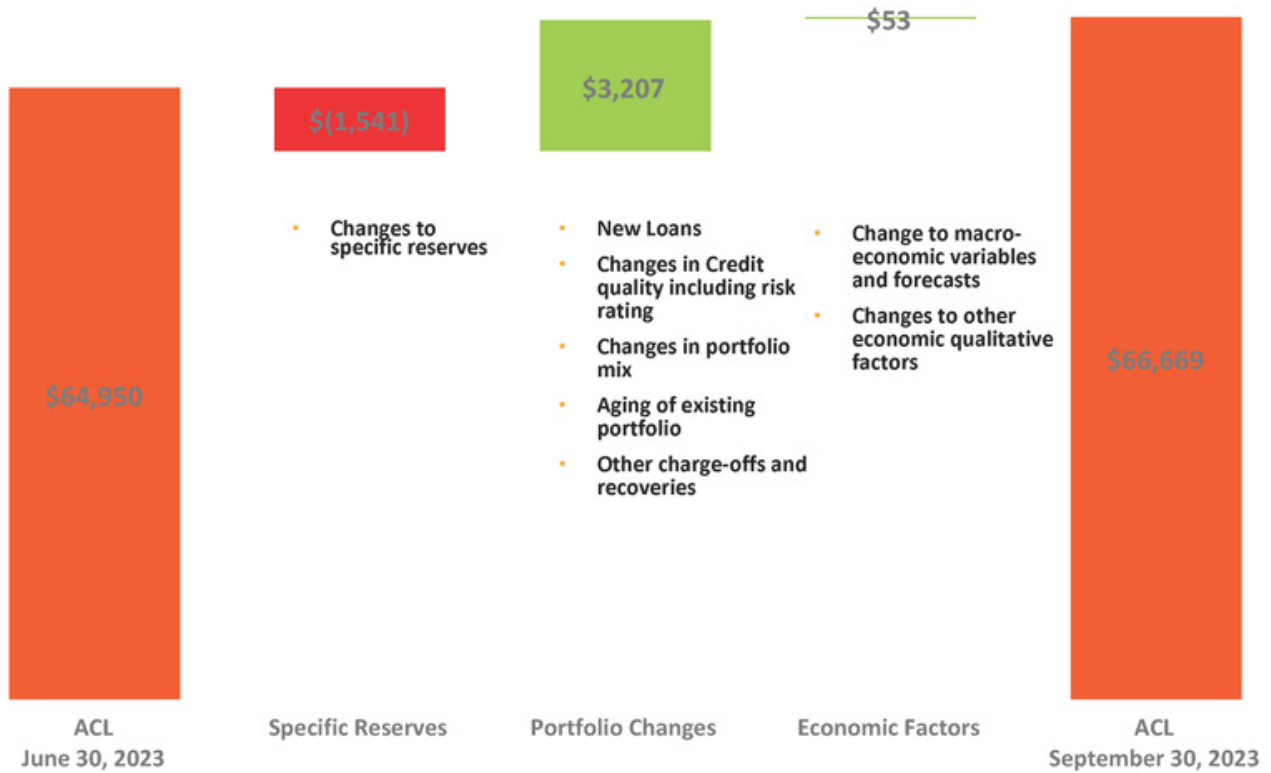 $53
$3,207
$(1,541)
$64,950
$66,669
▪ Changes to
specific reserves
▪ New Loans
▪ Changes in Credit
quality including risk
rating
▪ Changes in portfolio
mix
▪ Aging of existing
portfolio
▪ Other charge-offs and
recoveries
▪ Change to macro-
economic variables
and forecasts
▪ Changes to other
economic qualitative
factors
ACL
June 30, 2023
Specific Reserves
Portfolio Changes
Economic Factors
ACL
September 30, 2023